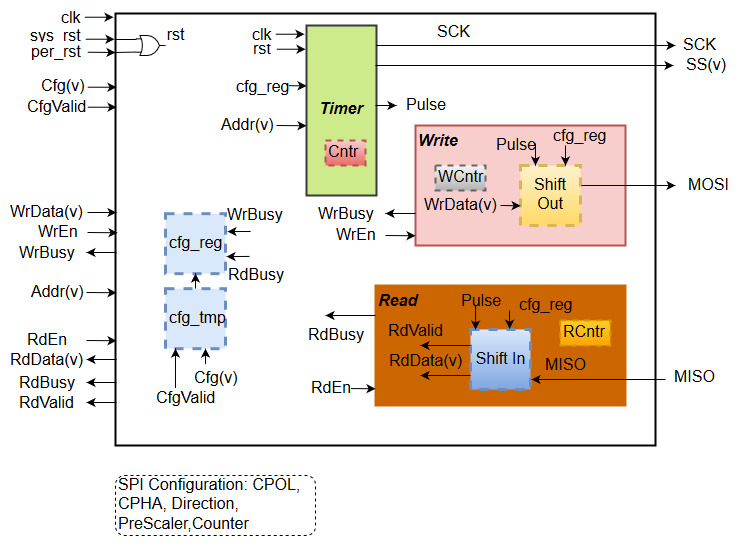 clk
sys_rst
per_rst
rst
Cfg(v)
CfgValid
clk
rst
cfg_reg
Addr(v)
Timer
Cntr
SCK
SCK
SS(v)
Pulse
Write
Pulse
cfg_reg
WCntr
WrData(v)
Shift
Out
MOSI
WrBusy
WrEn
WrData(v)
WrEn
WrBusy
Addr(v)
RdEn
RdData(v)
RdBusy
RdValid
cfg_reg
WrBusy
RdBusy
cfg_tmp
Cfg(v)
CfgValid
Read
Pulse
cfg_reg
RdBusy
RdValid
RdData(v)
Shift In
RCntr
MISO
MISO
RdEn
SPI Configuration: CPOL,
CPHA, Direction,
PreScaler,Counter